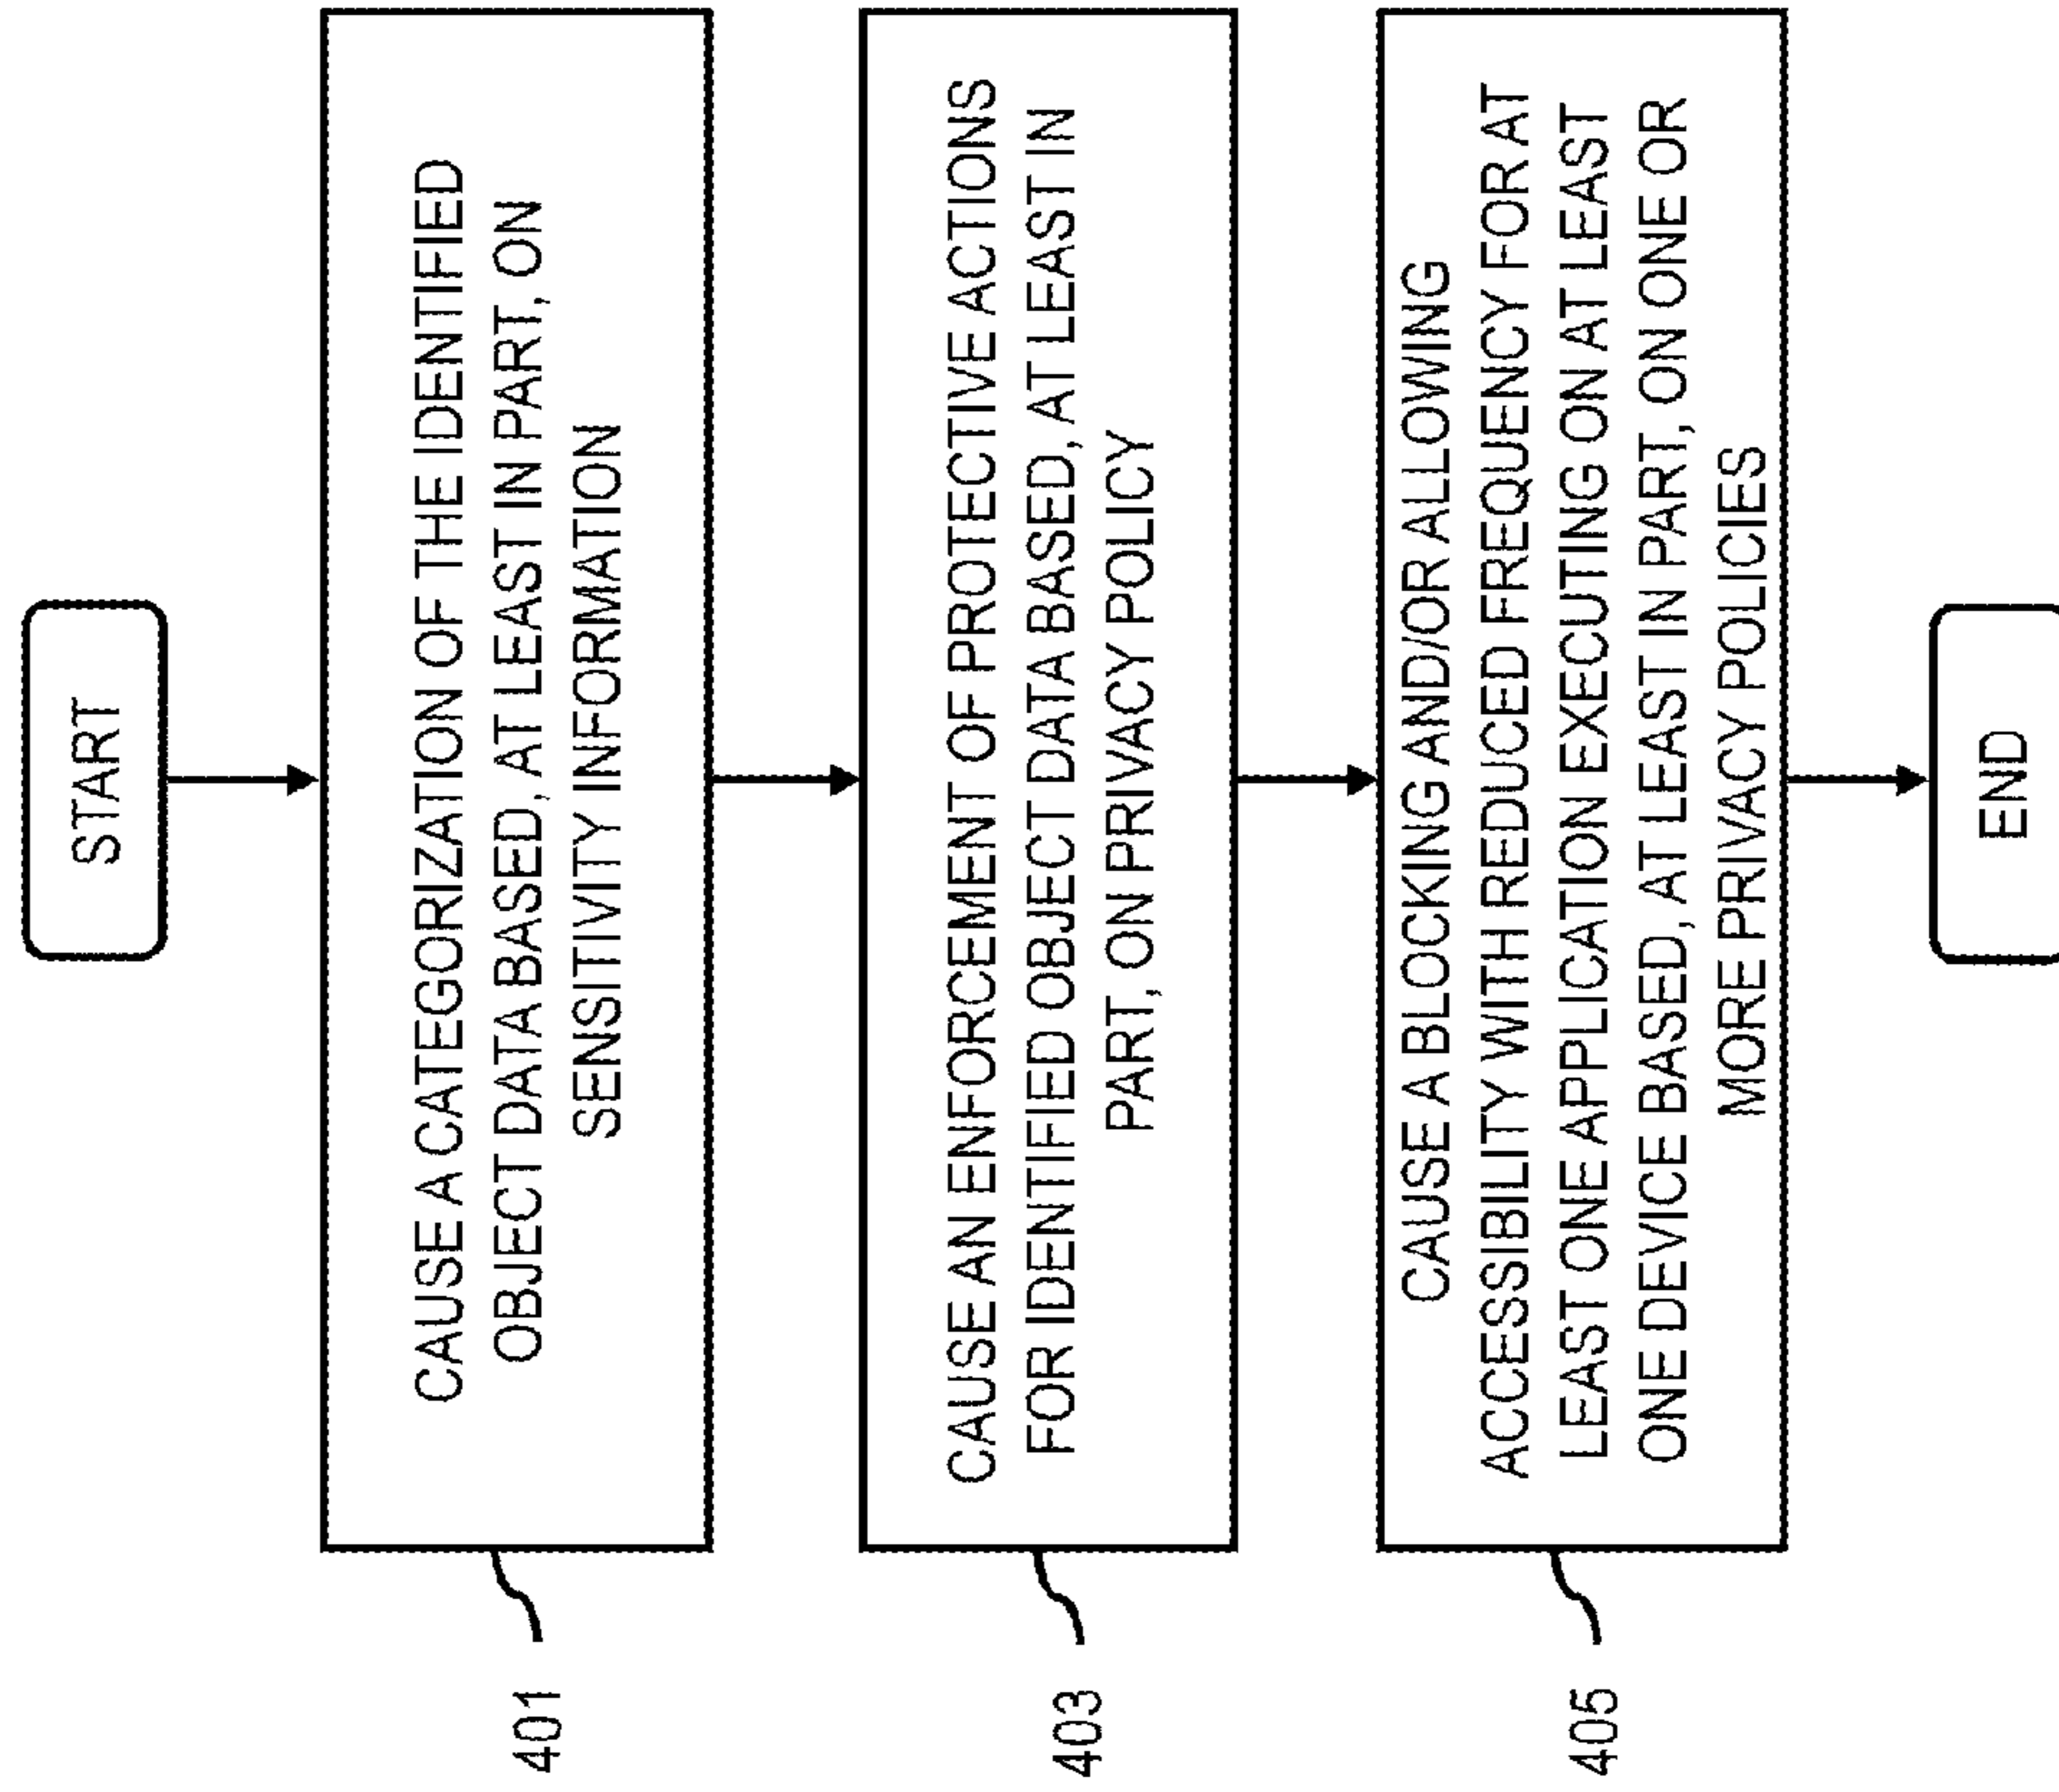 START
401
CAUSE A CATEGORIZATION OF THE IDENTIFIED
OBJECT DATA BASED, AT LEAST IN PART, ON
SENSITIVITY INFORMATION
403
CAUSE AN ENFORCEMENT OF PROTECTIVE ACTIONS
FOR IDENTIFIED OBJECT DATA BASED, AT LEAST IN
PART, ON PRIVACY POLICY
405
CAUSE A BLOCKING AND/OR ALLOWING
ACCESSIBILITY WITH REDUCED FREQUENCY FOR AT
LEAST ONE APPLICATION EXECUTING ON AT LEAST
ONE DEVICE BASED, AT LEAST IN PART, ON ONE OR
MORE PRIVACY POLICIES
END